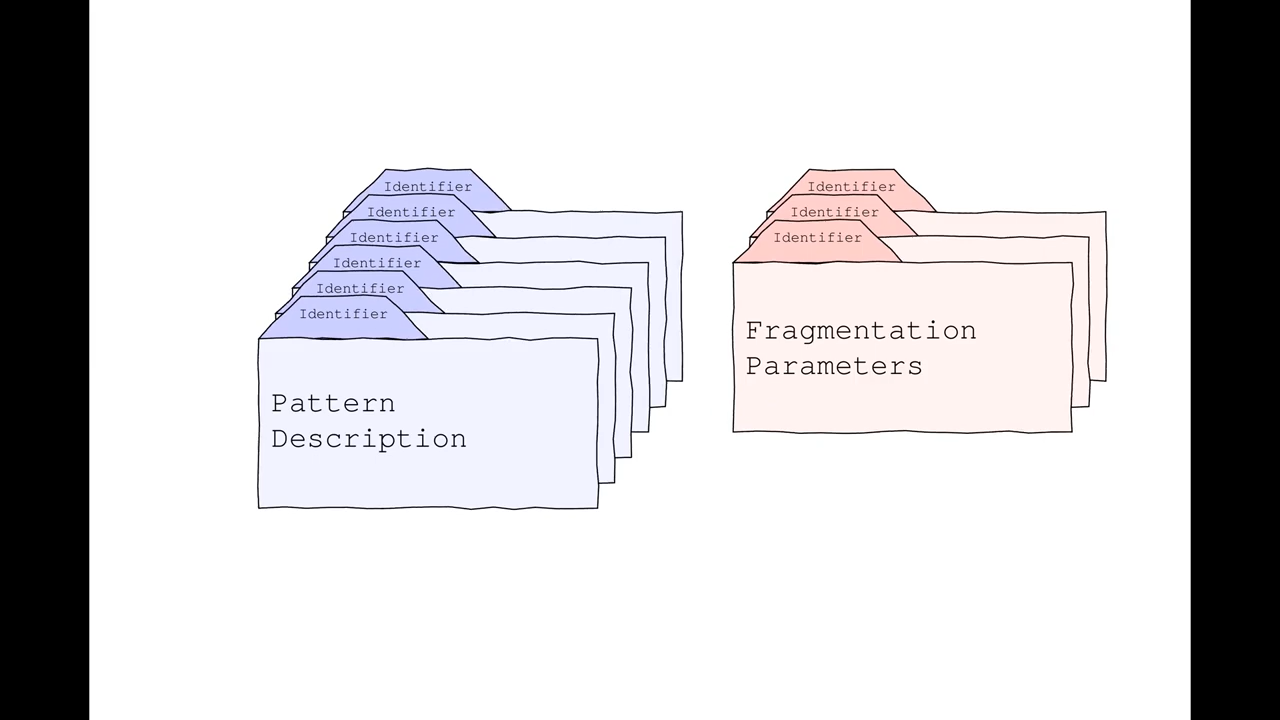 Identifier
Identifier
Identifier
Identifier
Identifier
Identifier
Pattern
Description
Identifier
Identifier
Identifier
Fragmentation
Parameters